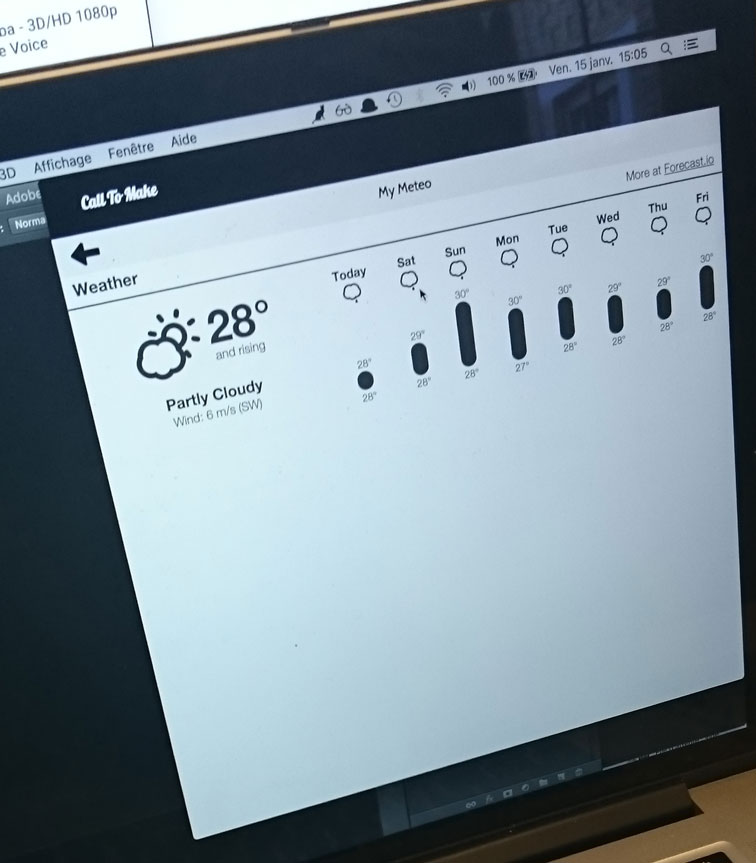 oa - 3D/HD 1080p
e Voice
3D Affichage Fenêtre Aide
100 % Ven. 15 janv. 15:05
Adobe
Norma
Call To Make
My Meteo
More at Forecast.io
Weather
28°
and rising
Partly Cloudy
Wind: 6 m/s (SW)
Today Sat Sun Mon Tue Wed Thu Fri
28° 29° 30° 30° 30° 29° 29° 30°
28° 28° 28° 27° 28° 28° 28° 28°